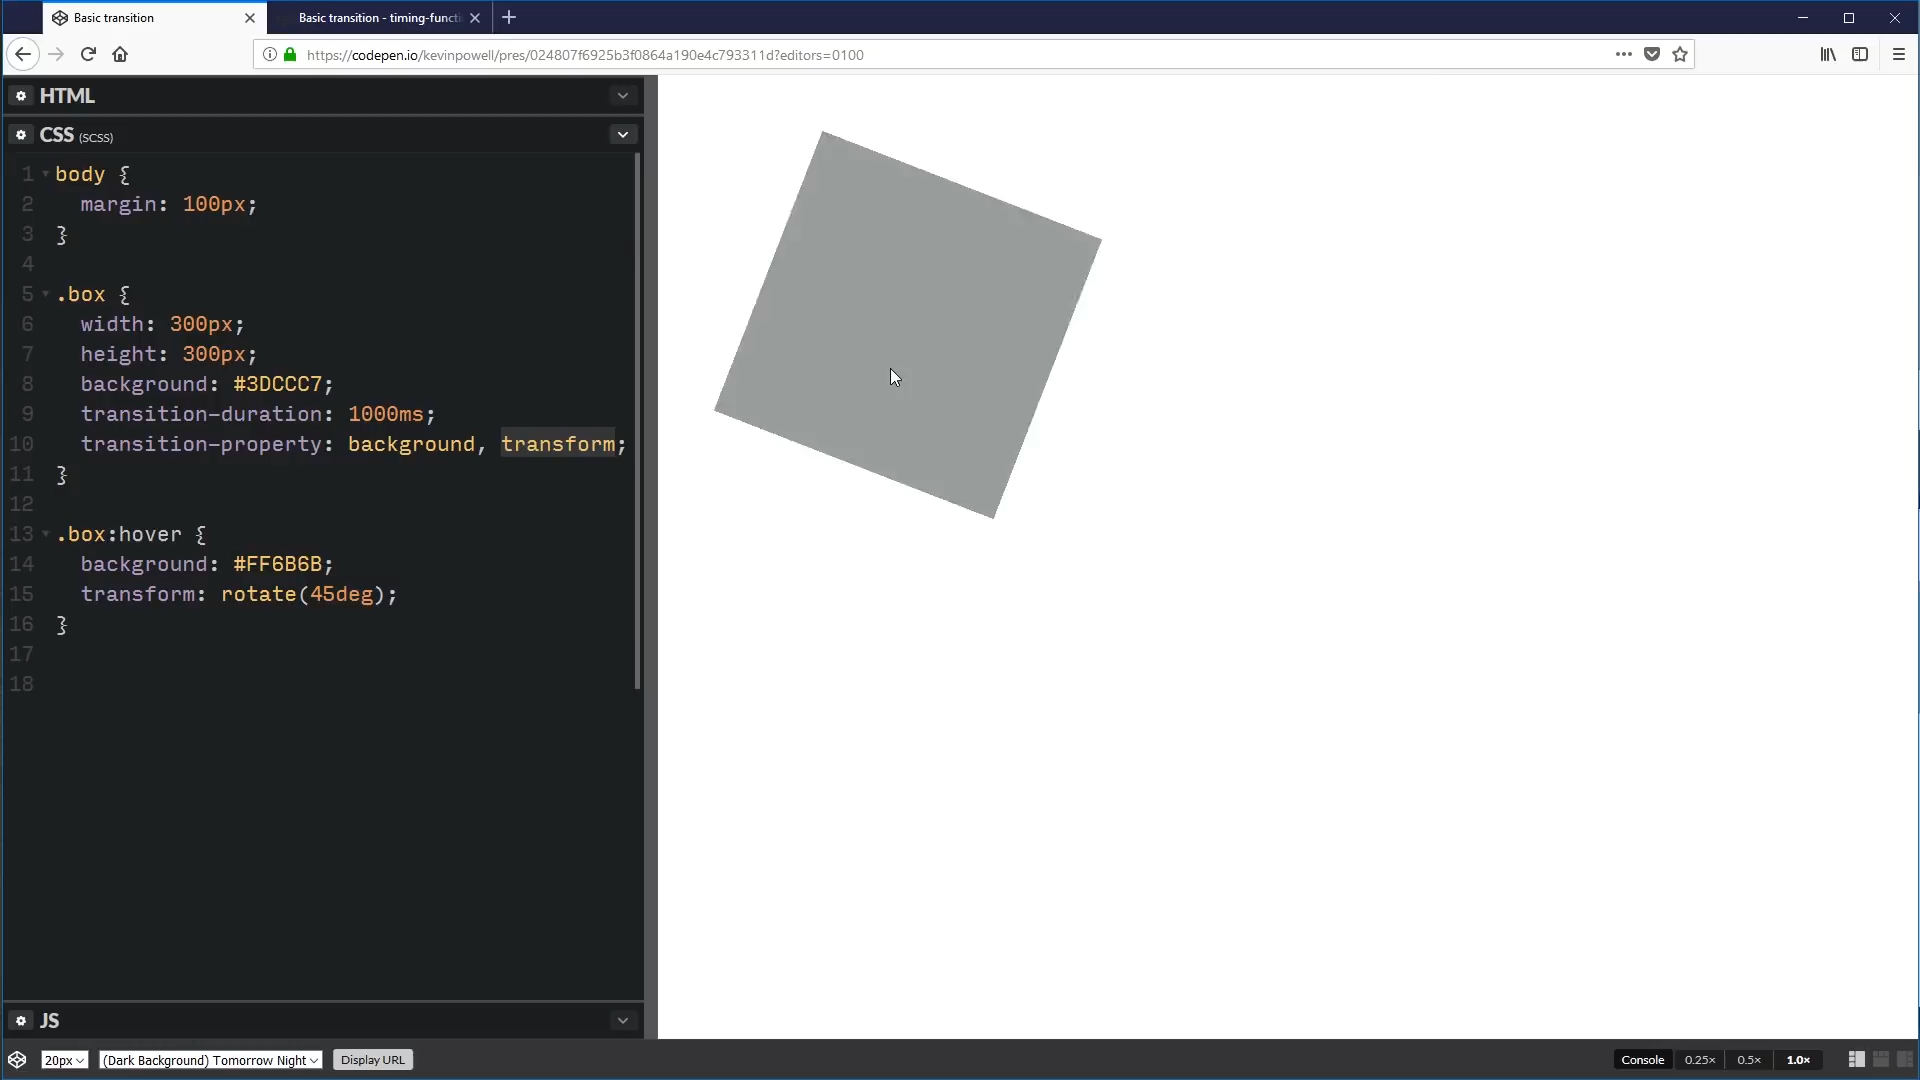 Basic transition
Basic transition - timing-functi
https://codepen.io/kevinpowell/pres/024807f6925b3f0864a190e4c793311d?editors=0100
HTML
CSS (SCSS)
1 body {
2 margin: 100px;
3 }
4
5 .box {
6 width: 300px;
7 height: 300px;
8 background: #3DCCC7;
9 transition-duration: 1000ms;
10 transition-property: background, transform;
11 }
12
13 .box:hover {
14 background: #FF6B6B;
15 transform: rotate(45deg);
16 }
17
18
JS
20px (Dark Background) Tomorrow Night Display URL Console 0.25× 0.5× 1.0×